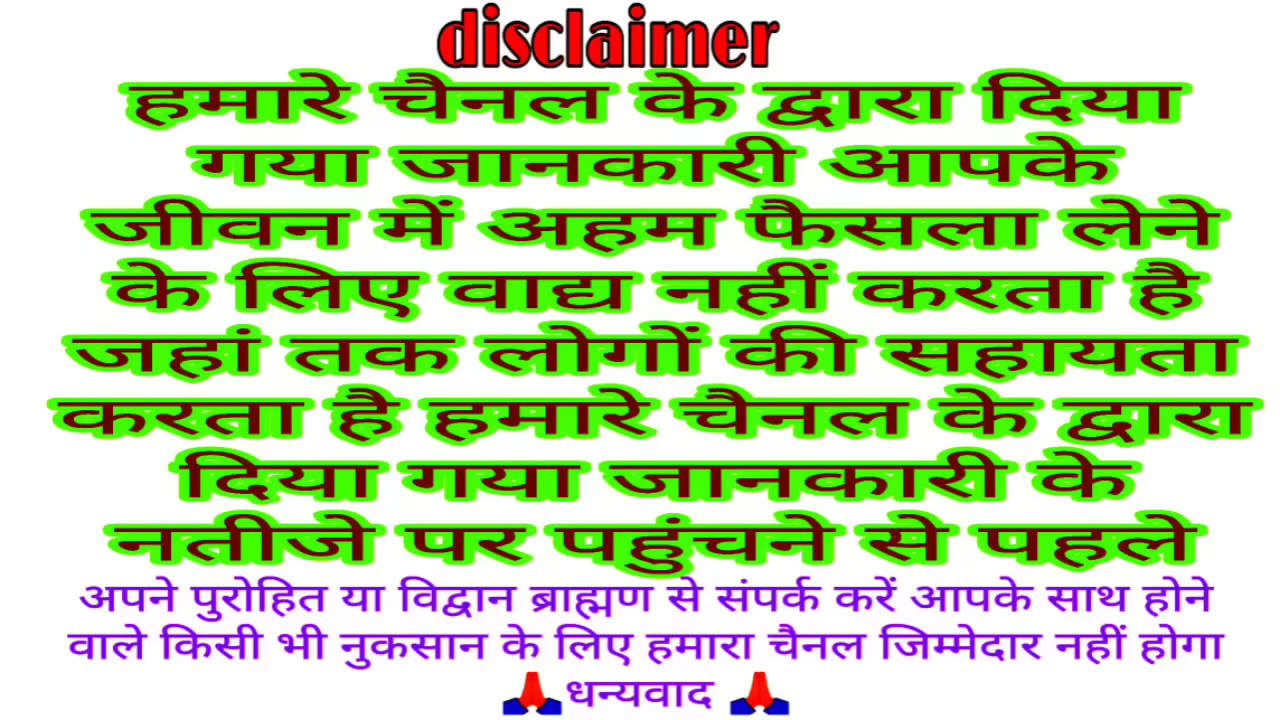 disclaimer
हमारे चैनल के द्वारा दिया
गया जानकारी आपके
जीवन में अहम फैसला लेने
के लिए वाद्य नहीं करता है
जहां तक लोगों की सहायता
करता है हमारे चैनल के द्वारा
दिया गया जानकारी के
नतीजे पर पहुंचने से पहले
अपने पुरोहित या विद्वान ब्राह्मण से संपर्क करें आपके साथ होने
वाले किसी भी नुकसान के लिए हमारा चैनल जिम्मेदार नहीं होगा
🙏धन्यवाद 🙏